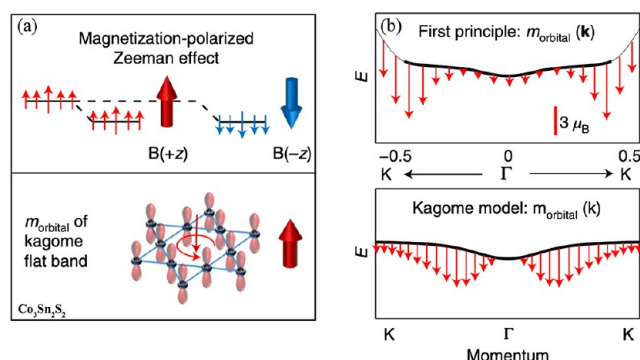 (a)
Magnetization-polarized
Zeeman effect
B(+z)
B(−z)
m_orbital of
kagome
flat band
Co₃Sn₂S₂
(b)
First principle: m_orbital (k)
E
3 μ_B
−0.5 0 0.5
K Γ K
Kagome model: m_orbital (k)
E
K Γ K
Momentum